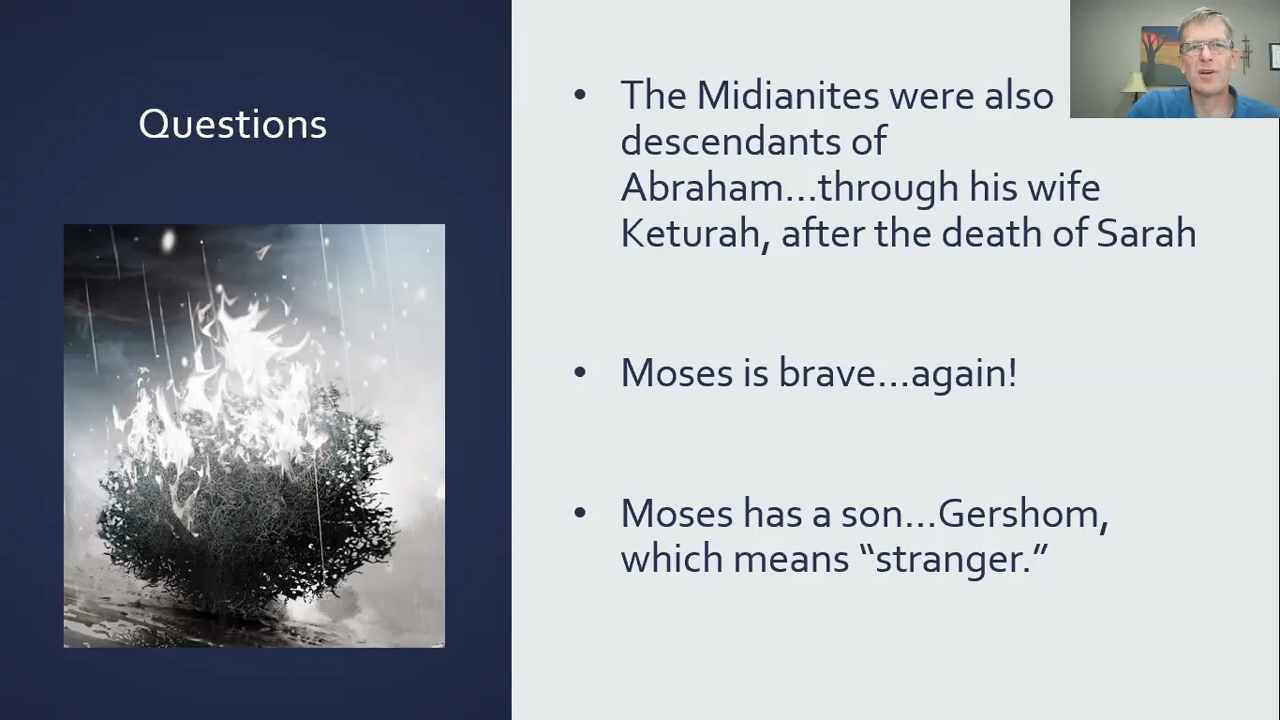 Questions
• The Midianites were also
descendants of
Abraham…through his wife
Keturah, after the death of Sarah
• Moses is brave…again!
• Moses has a son…Gershom,
which means “stranger.”